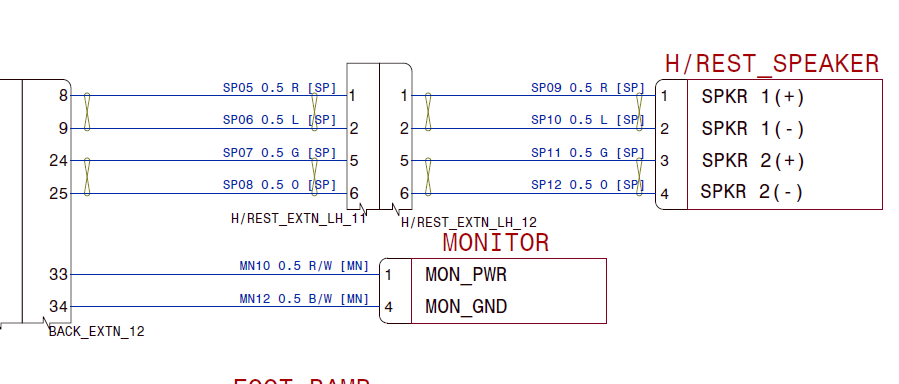 H/REST_SPEAKER
8 SP05 0.5 R [SP] 1 1 SP09 0.5 R [SP] 1 SPKR 1(+)
9 SP06 0.5 L [SP] 2 2 SP10 0.5 L [SP] 2 SPKR 1(-)
24 SP07 0.5 G [SP] 5 5 SP11 0.5 G [SP] 3 SPKR 2(+)
25 SP08 0.5 O [SP] 6 6 SP12 0.5 O [SP] 4 SPKR 2(-)
H/REST_EXTN_LH_11 H/REST_EXTN_LH_12
MONITOR
33 MN10 0.5 R/W [MN] 1 MON_PWR
34 MN12 0.5 B/W [MN] 4 MON_GND
BACK_EXTN_12